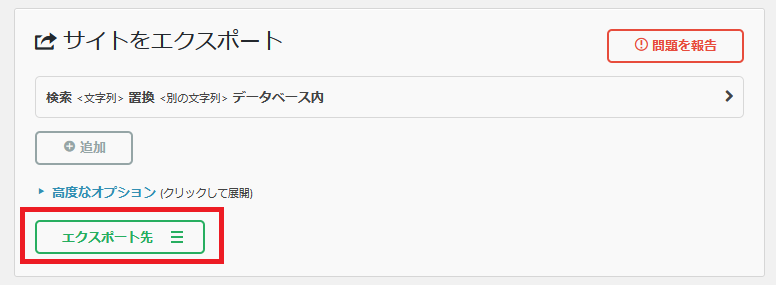 サイトをエクスポート
問題を報告
検索 <文字列> 置換 <別の文字列> データベース内
追加
高度なオプション (クリックして展開)
エクスポート先